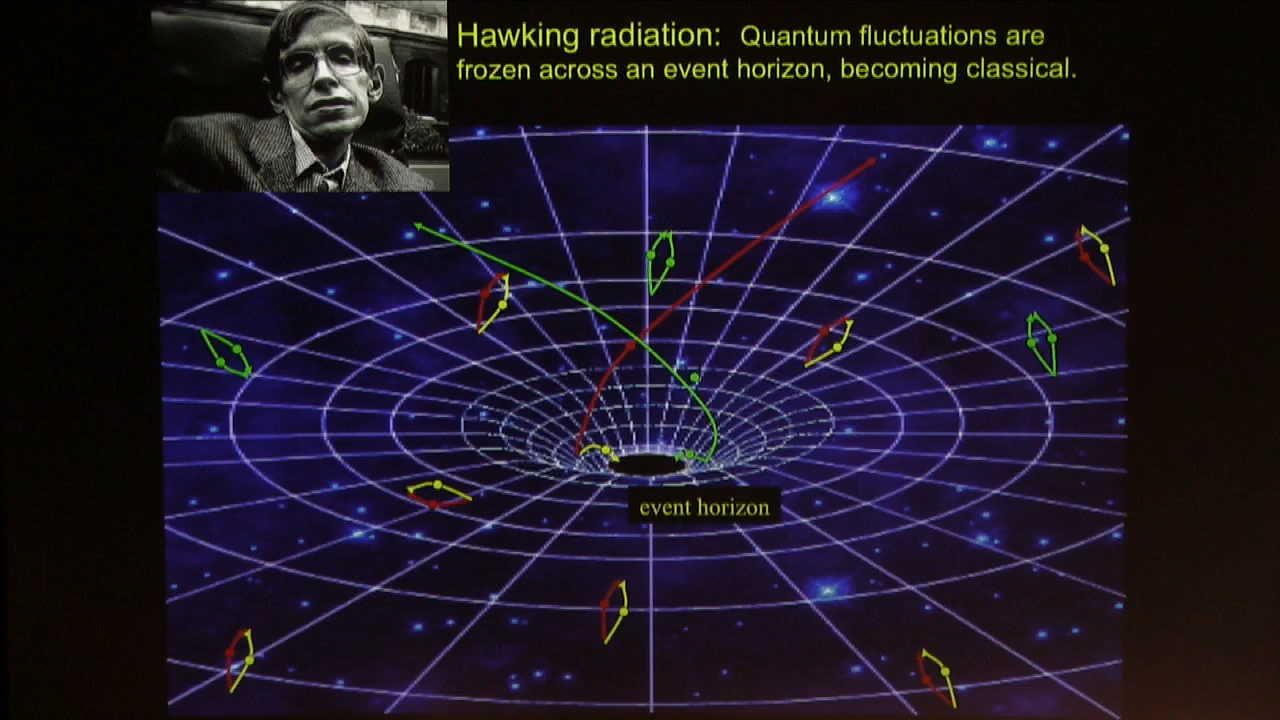 Hawking radiation: Quantum fluctuations are
frozen across an event horizon, becoming classical.
event horizon